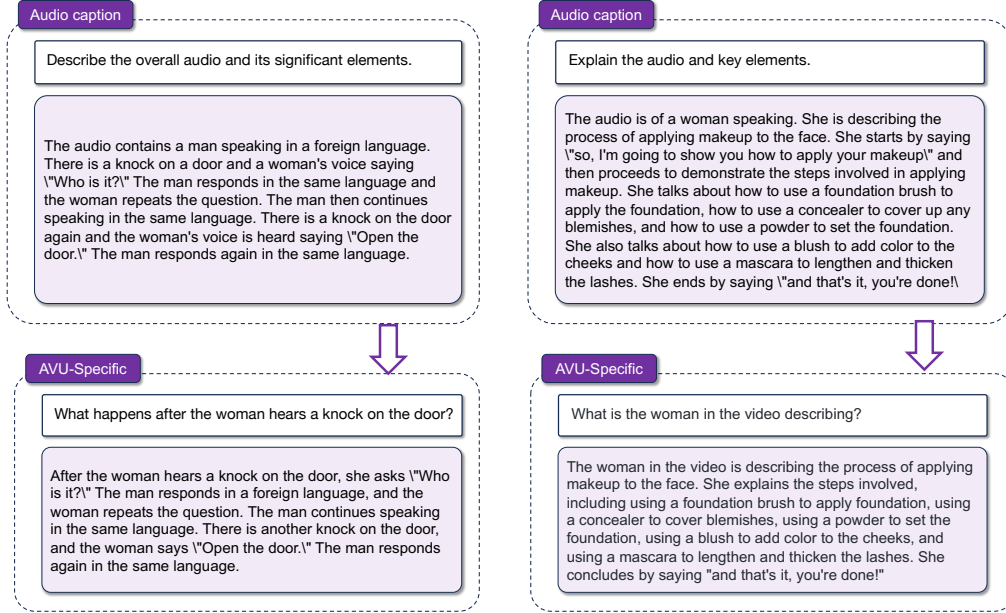 Audio caption
Describe the overall audio and its significant elements.
The audio contains a man speaking in a foreign language.
There is a knock on a door and a woman's voice saying
\"Who is it?\" The man responds in the same language and
the woman repeats the question. The man then continues
speaking in the same language. There is a knock on the door
again and the woman's voice is heard saying \"Open the
door.\" The man responds again in the same language.
AVU-Specific
What happens after the woman hears a knock on the door?
After the woman hears a knock on the door, she asks \"Who
is it?\" The man responds in a foreign language, and the
woman repeats the question. The man continues speaking
in the same language. There is another knock on the door,
and the woman says \"Open the door.\" The man responds
again in the same language.
Audio caption
Explain the audio and key elements.
The audio is of a woman speaking. She is describing the
process of applying makeup to the face. She starts by saying
\"so, I'm going to show you how to apply your makeup\" and
then proceeds to demonstrate the steps involved in applying
makeup. She talks about how to use a foundation brush to
apply the foundation, how to use a concealer to cover up any
blemishes, and how to use a powder to set the foundation.
She also talks about how to use a blush to add color to the
cheeks and how to use a mascara to lengthen and thicken
the lashes. She ends by saying \"and that's it, you're done!\
AVU-Specific
What is the woman in the video describing?
The woman in the video is describing the process of applying
makeup to the face. She explains the steps involved,
including using a foundation brush to apply foundation, using
a concealer to cover blemishes, using a powder to set the
foundation, using a blush to add color to the cheeks, and
using a mascara to lengthen and thicken the lashes. She
concludes by saying "and that's it, you're done!"